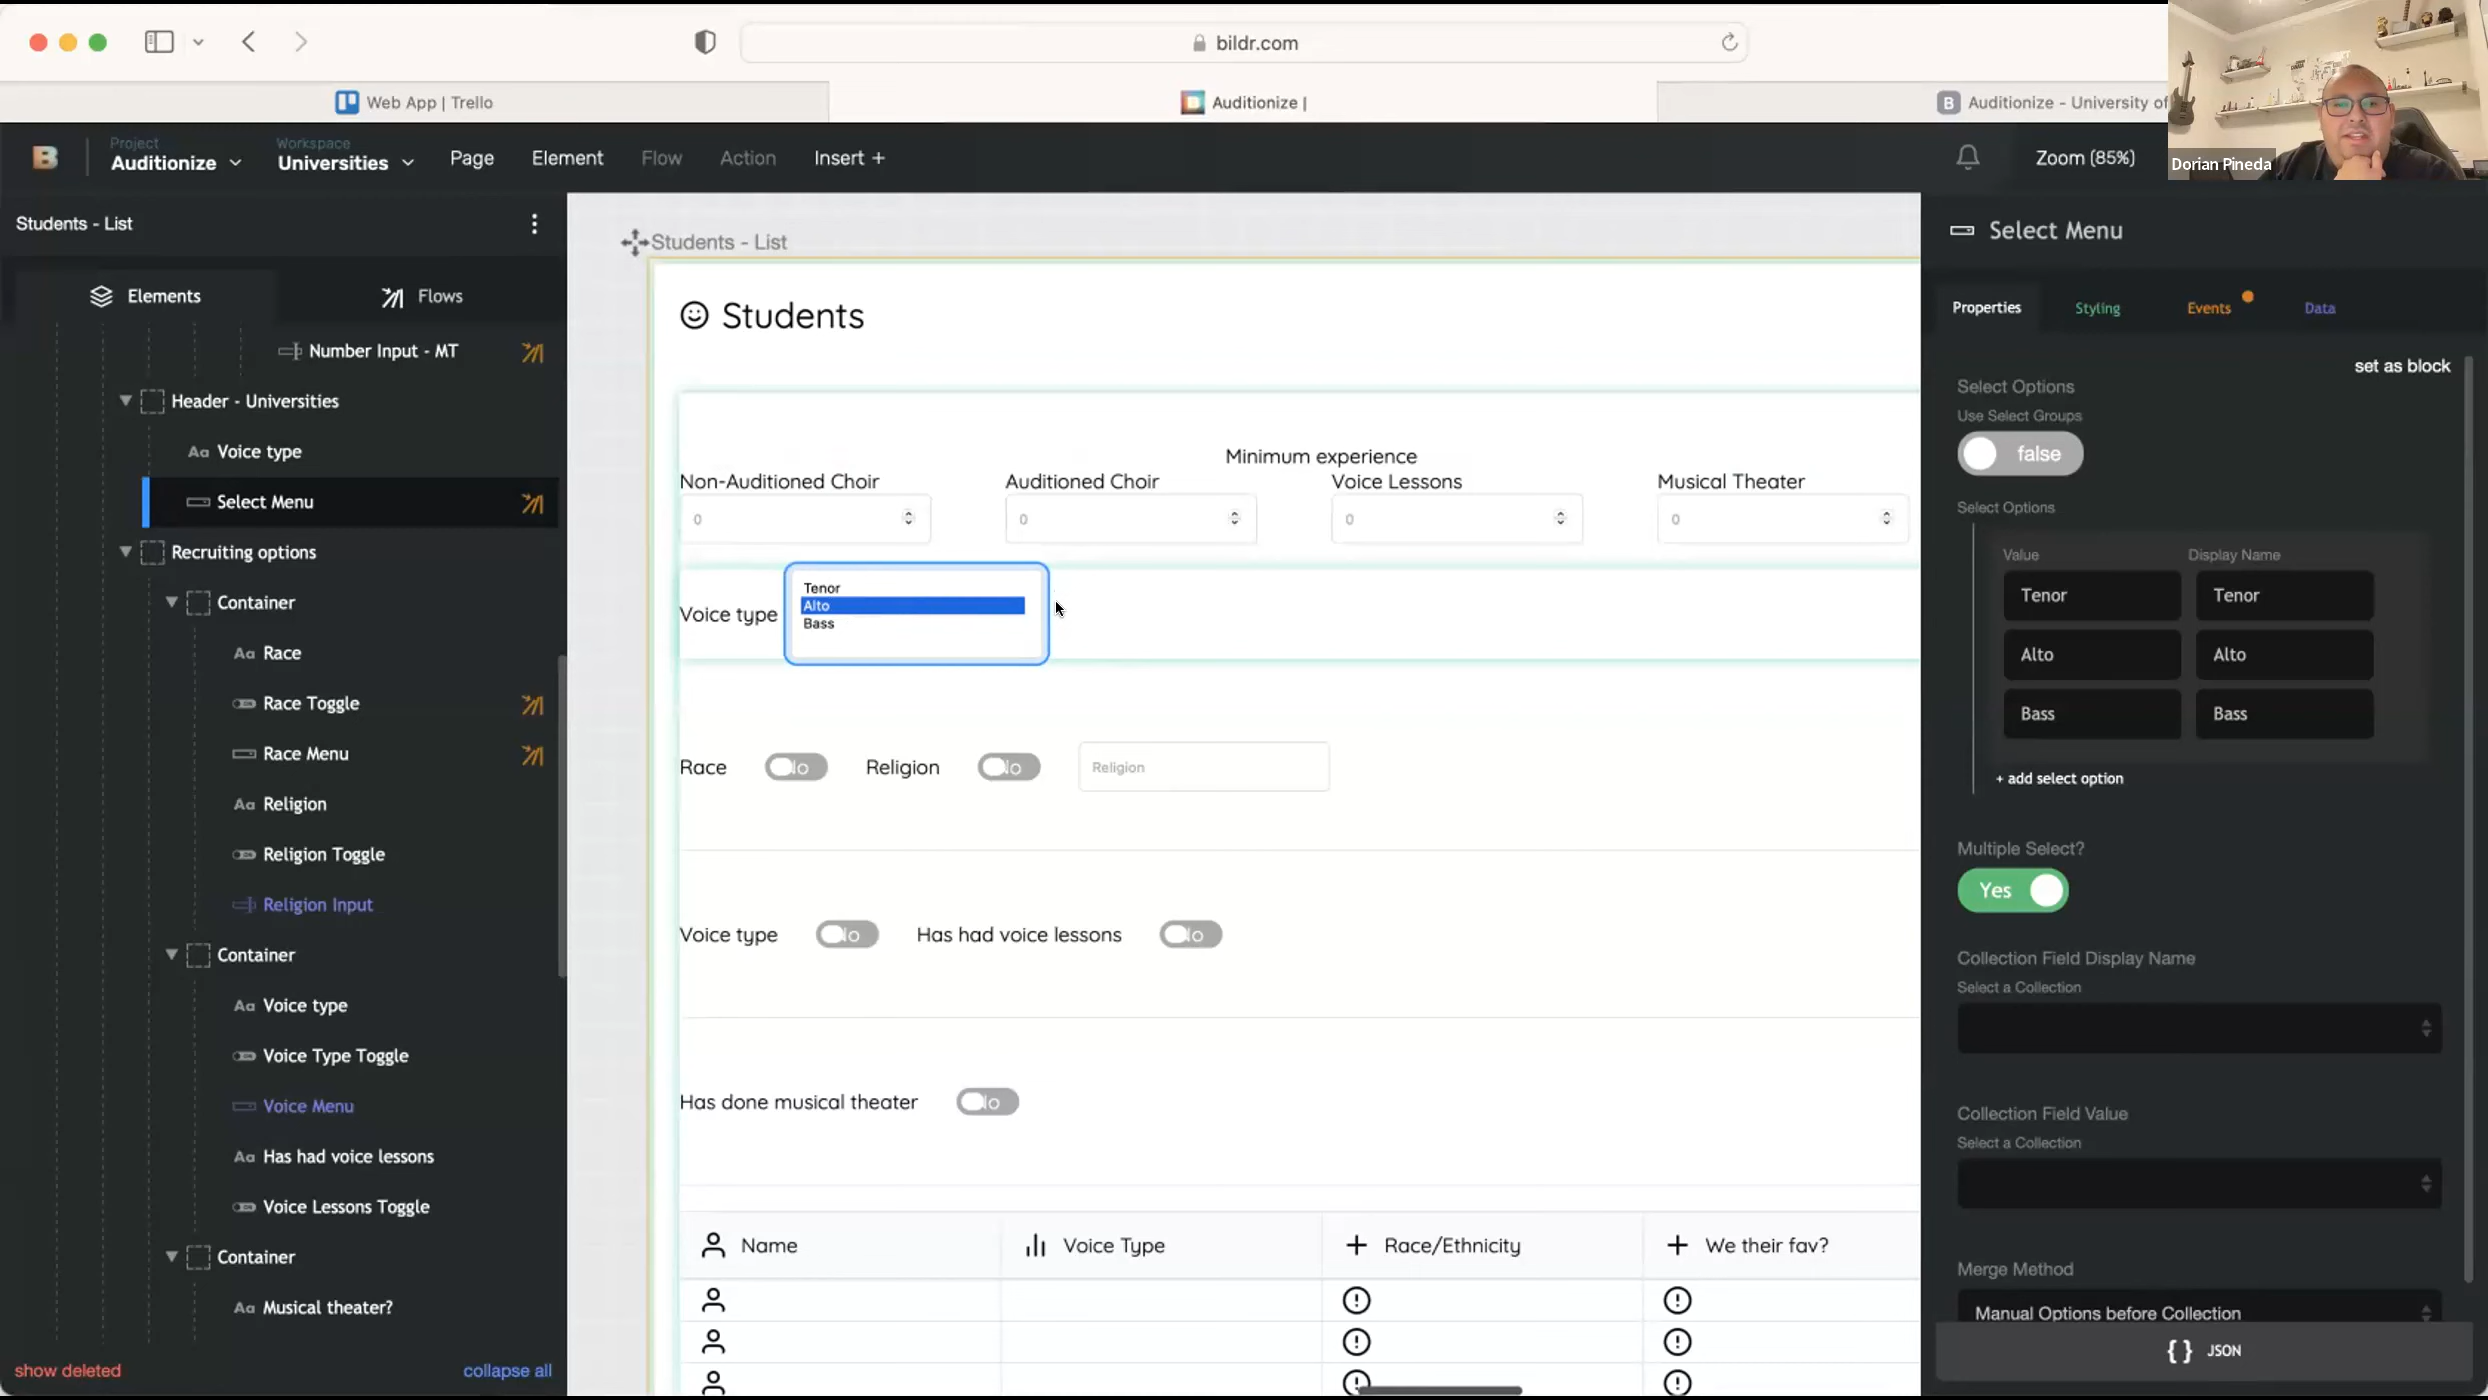 bildr.com
Web App | Trello
Auditionize |
Auditionize - University of
Dorian Pineda
Project
Auditionize
Workspace
Universities
Page
Element
Flow
Action
Insert +
Zoom (85%)
Students - List
Elements
Flows
Number Input - MT
Header - Universities
Aa Voice type
Select Menu
Recruiting options
Container
Aa Race
Race Toggle
Race Menu
Aa Religion
Religion Toggle
Religion Input
Container
Aa Voice type
Voice Type Toggle
Voice Menu
Aa Has had voice lessons
Voice Lessons Toggle
Container
Aa Musical theater?
show deleted
collapse all
Students - List
Students
Minimum experience
Non-Auditioned Choir
Auditioned Choir
Voice Lessons
Musical Theater
0
0
0
0
Voice type
Tenor
Alto
Bass
Race
No
Religion
No
Religion
Voice type
No
Has had voice lessons
No
Has done musical theater
No
Name
Voice Type
Race/Ethnicity
We their fav?
Select Menu
Properties
Styling
Events
Data
set as block
Select Options
Use Select Groups
false
Select Options
Value
Display Name
Tenor
Tenor
Alto
Alto
Bass
Bass
+ add select option
Multiple Select?
Yes
Collection Field Display Name
Select a Collection
Collection Field Value
Select a Collection
Merge Method
Manual Options before Collection
{ } JSON